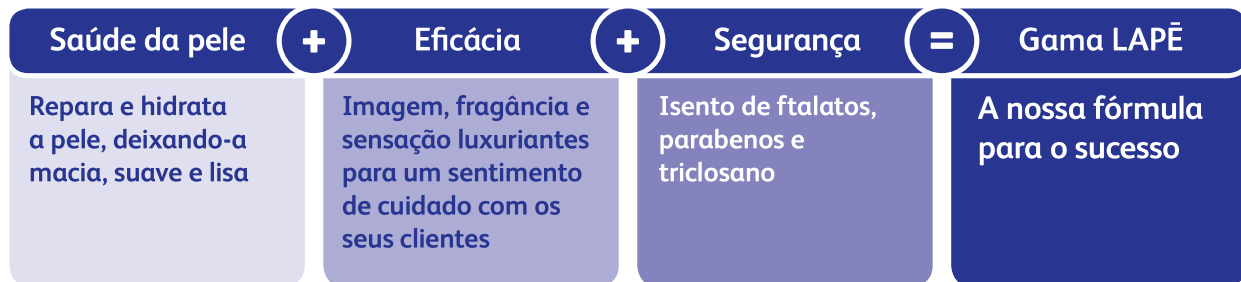 Saúde da pele + Eficácia + Segurança = Gama LAPĒ
Repara e hidrata
a pele, deixando-a
macia, suave e lisa
Imagem, fragância e
sensação luxuriantes
para um sentimento
de cuidado com os
seus clientes
Isento de ftalatos,
parabenos e
triclosano
A nossa fórmula
para o sucesso